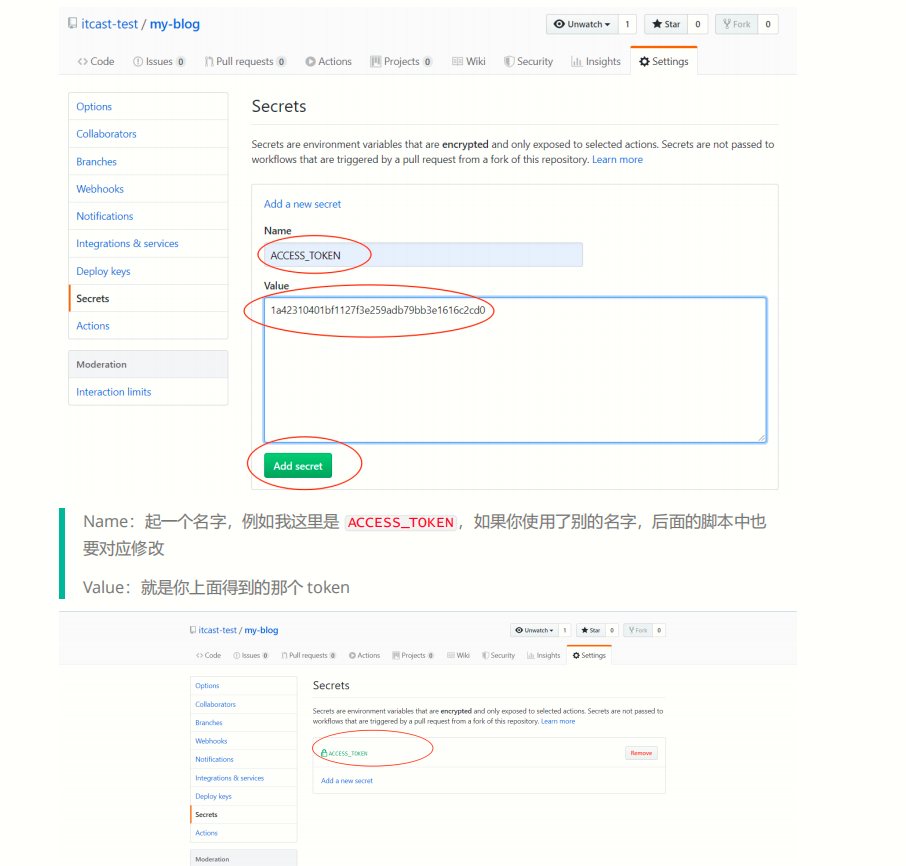 itcast-test / my-blog
Unwatch 1 Star 0 Fork 0
Code Issues 0 Pull requests 0 Actions Projects 0 Wiki Security Insights Settings
Options
Collaborators
Branches
Webhooks
Notifications
Integrations & services
Deploy keys
Secrets
Actions
Moderation
Interaction limits
Secrets
Secrets are environment variables that are encrypted and only exposed to selected actions. Secrets are not passed to
workflows that are triggered by a pull request from a fork of this repository. Learn more
Add a new secret
Name
ACCESS_TOKEN
Value
1a42310401bf1127f3e259adb79bb3e1616c2cd0
Add secret
Name：起一个名字，例如我这里是 ACCESS_TOKEN，如果你使用了别的名字，后面的脚本中也
要对应修改
Value：就是你上面得到的那个 token
itcast-test / my-blog
Unwatch 1 Star 0 Fork 0
Code Issues 0 Pull requests 0 Actions Projects 0 Wiki Security Insights Settings
Options
Collaborators
Branches
Webhooks
Notifications
Integrations & services
Deploy keys
Secrets
Actions
Moderation
Secrets
Secrets are environment variables that are encrypted and only exposed to selected actions. Secrets are not passed to
workflows that are triggered by a pull request from a fork of this repository. Learn more
ACCESS_TOKEN Remove
Add a new secret